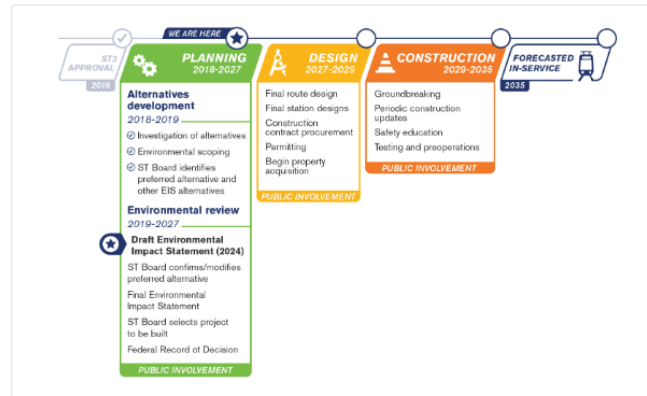 WE ARE HERE
ST3
APPROVAL
2016
PLANNING
2018-2027
Alternatives
development
2018-2019
Investigation of alternatives
Environmental scoping
ST Board identifies
preferred alternative and
other EIS alternatives
Environmental review
2019-2027
Draft Environmental
Impact Statement (2024)
ST Board confirms/modifies
preferred alternative
Final Environmental
Impact Statement
ST Board selects project
to be built
Federal Record of Decision
PUBLIC INVOLVEMENT
DESIGN
2027-2029
Final route design
Final station designs
Construction
contract procurement
Permitting
Begin property
acquisition
PUBLIC INVOLVEMENT
CONSTRUCTION
2029-2035
Groundbreaking
Periodic construction
updates
Safety education
Testing and preoperations
PUBLIC INVOLVEMENT
FORECASTED
IN-SERVICE
2035